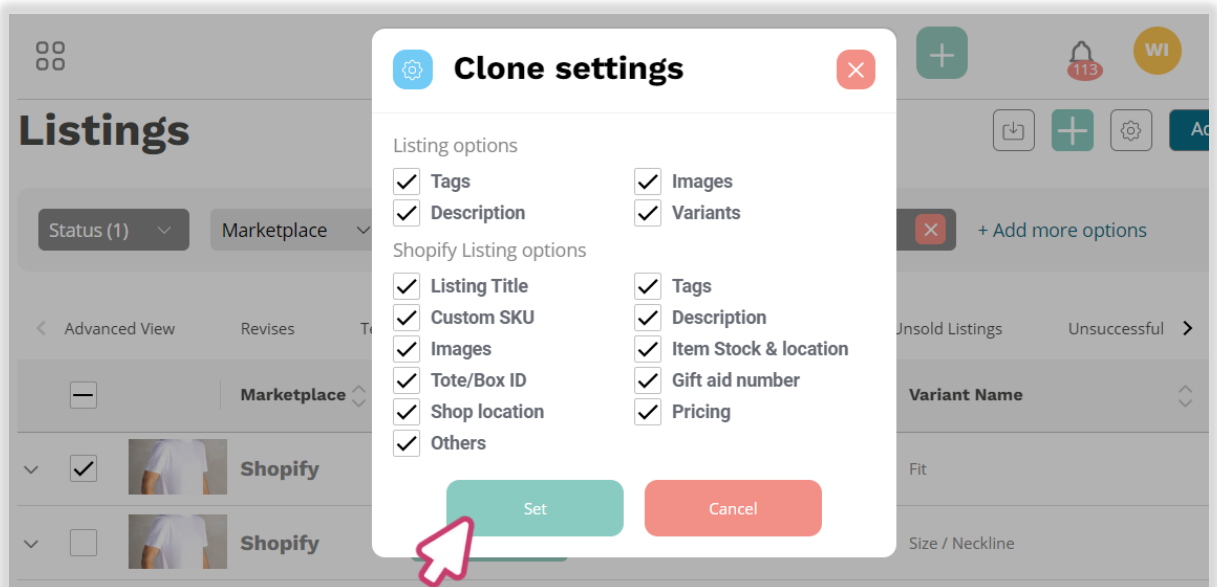 Clone settings
WI
113
Listings
Listing options
Tags
Images
Description
Variants
Status (1)
Marketplace
+ Add more options
Shopify Listing options
Listing Title
Tags
Custom SKU
Description
Images
Item Stock & location
Tote/Box ID
Gift aid number
Shop location
Pricing
Others
Advanced View
Revises
Unsold Listings
Unsuccessful
Marketplace
Variant Name
Shopify
Fit
Set
Cancel
Shopify
Size / Neckline